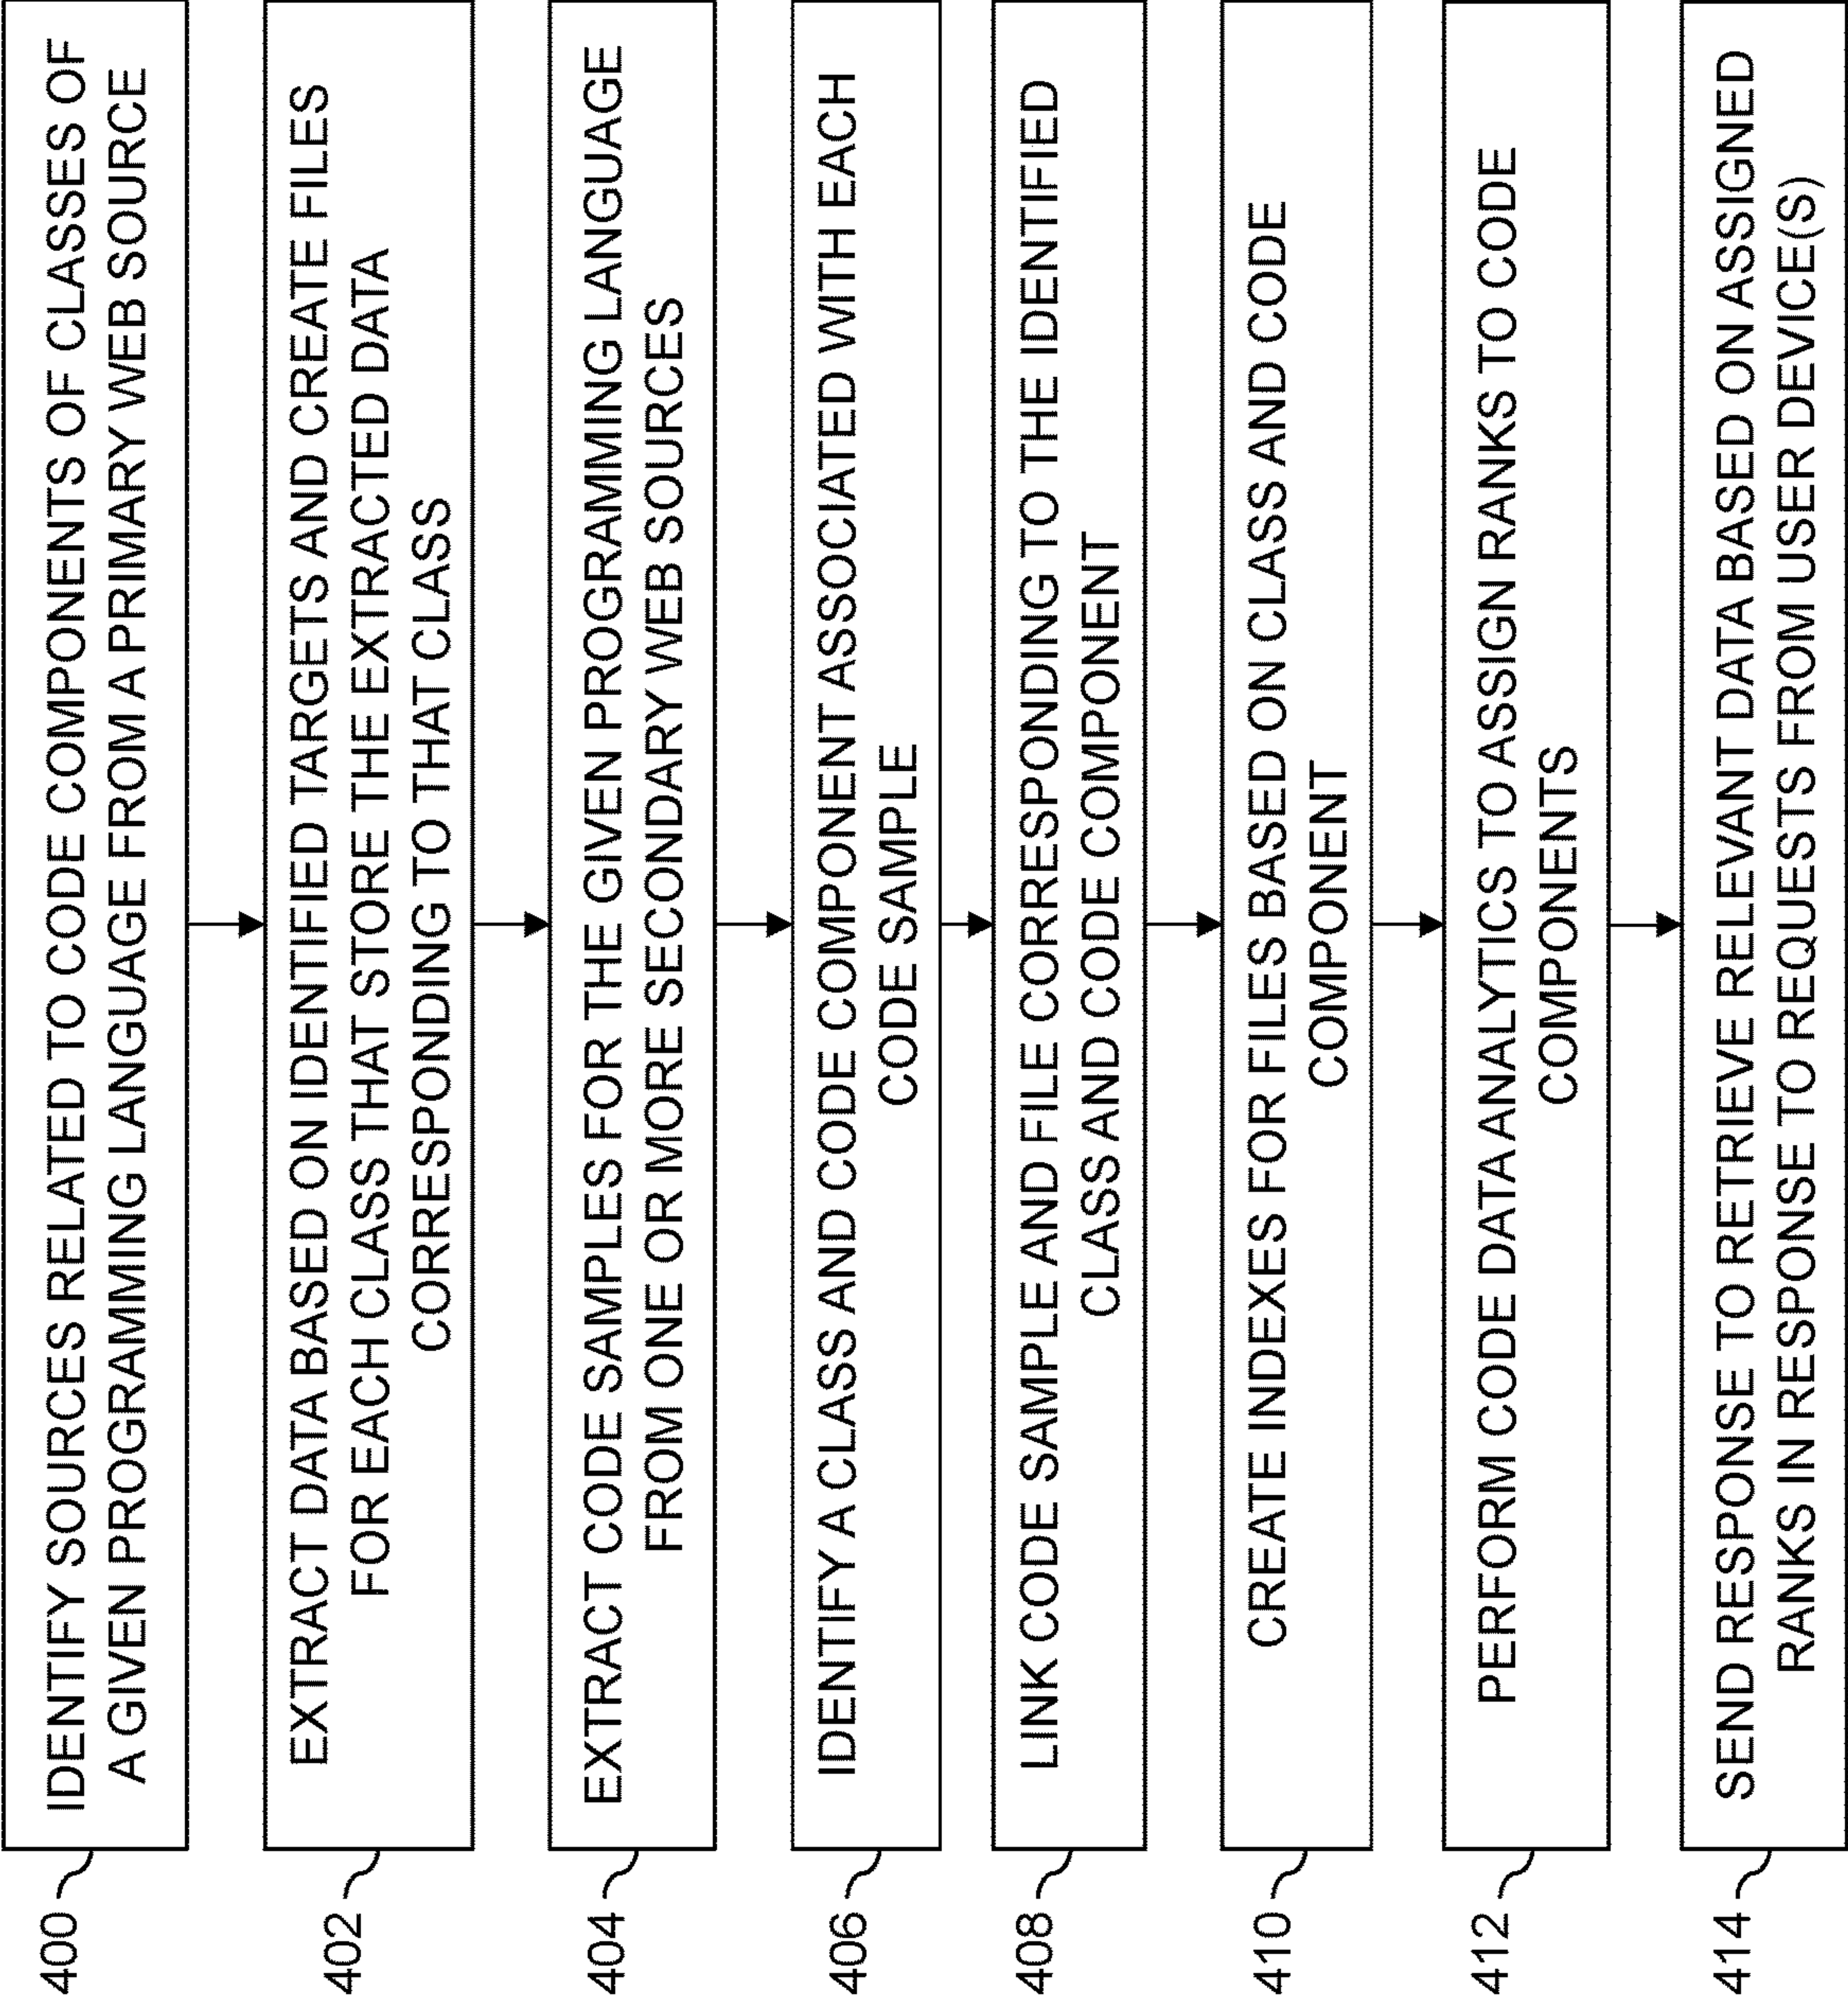 400
IDENTIFY SOURCES RELATED TO CODE COMPONENTS OF CLASSES OF
A GIVEN PROGRAMMING LANGUAGE FROM A PRIMARY WEB SOURCE
402
EXTRACT DATA BASED ON IDENTIFIED TARGETS AND CREATE FILES
FOR EACH CLASS THAT STORE THE EXTRACTED DATA
CORRESPONDING TO THAT CLASS
404
EXTRACT CODE SAMPLES FOR THE GIVEN PROGRAMMING LANGUAGE
FROM ONE OR MORE SECONDARY WEB SOURCES
406
IDENTIFY A CLASS AND CODE COMPONENT ASSOCIATED WITH EACH
CODE SAMPLE
408
LINK CODE SAMPLE AND FILE CORRESPONDING TO THE IDENTIFIED
CLASS AND CODE COMPONENT
410
CREATE INDEXES FOR FILES BASED ON CLASS AND CODE
COMPONENT
412
PERFORM CODE DATA ANALYTICS TO ASSIGN RANKS TO CODE
COMPONENTS
414
SEND RESPONSE TO RETRIEVE RELEVANT DATA BASED ON ASSIGNED
RANKS IN RESPONSE TO REQUESTS FROM USER DEVICE(S)